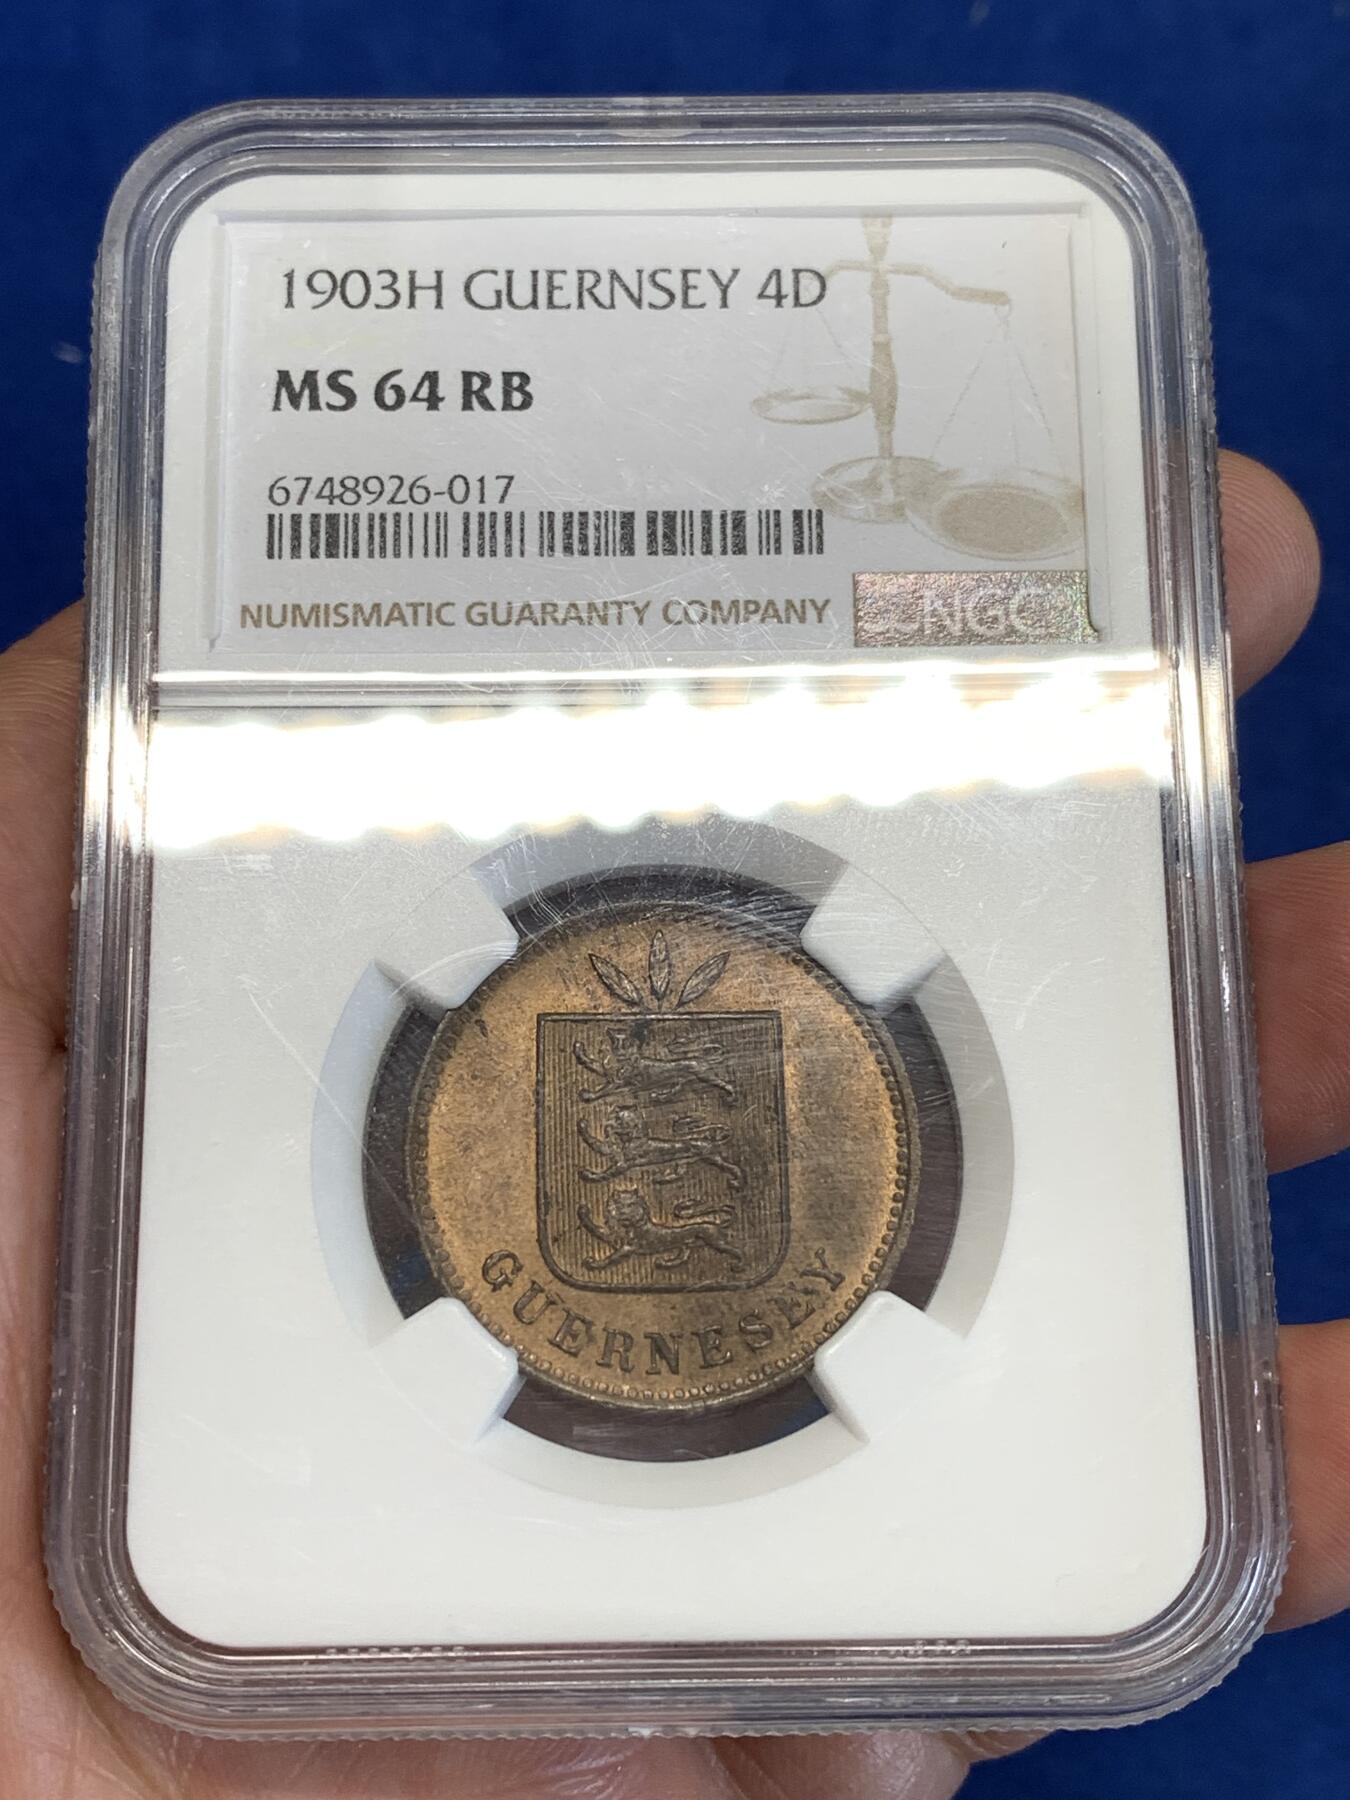 1903H GUERNSEY 4D
MS 64 RB
6748926-017
NUMISMATIC GUARANTY COMPANY
NGC
GUERNESEY